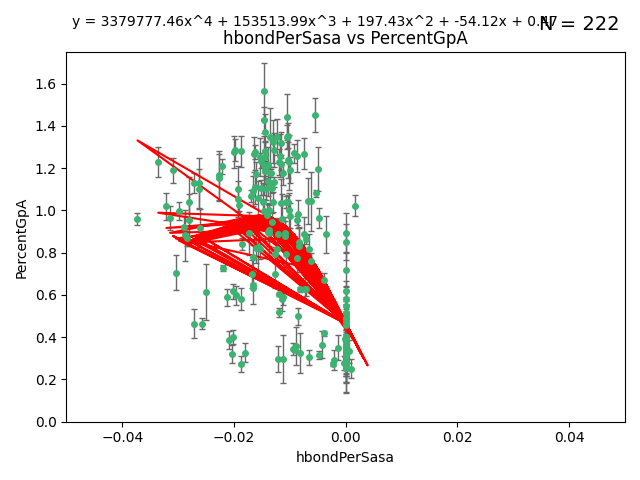 y = 3379777.46x^4 + 153513.99x^3 + 197.43x^2 + -54.12x +
N = 222
hbondPerSasa vs PercentGpA
PercentGpA
1.6
1.4
1.2
1.0
0.8
0.6
0.4
0.2
0.0
−0.04 −0.02 0.00 0.02 0.04
hbondPerSasa